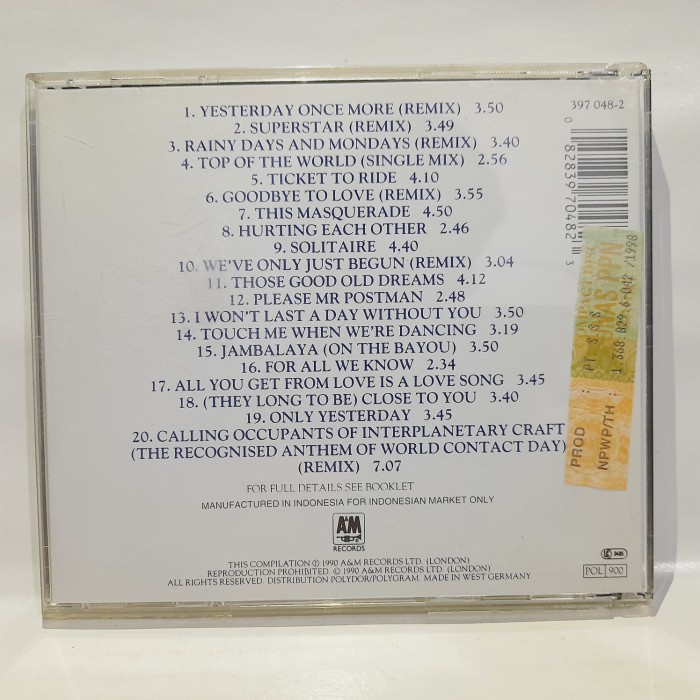 1. YESTERDAY ONCE MORE (REMIX) 3.50
2. SUPERSTAR (REMIX) 3.49
3. RAINY DAYS AND MONDAYS (REMIX) 3.40
4. TOP OF THE WORLD (SINGLE MIX) 2.56
5. TICKET TO RIDE 4.10
6. GOODBYE TO LOVE (REMIX) 3.55
7. THIS MASQUERADE 4.50
8. HURTING EACH OTHER 2.46
9. SOLITAIRE 4.40
10. WE'VE ONLY JUST BEGUN (REMIX) 3.04
11. THOSE GOOD OLD DREAMS 4.12
12. PLEASE MR POSTMAN 2.48
13. I WON'T LAST A DAY WITHOUT YOU 3.50
14. TOUCH ME WHEN WE'RE DANCING 3.19
15. JAMBALAYA (ON THE BAYOU) 3.50
16. FOR ALL WE KNOW 2.34
17. ALL YOU GET FROM LOVE IS A LOVE SONG 3.45
18. (THEY LONG TO BE) CLOSE TO YOU 3.40
19. ONLY YESTERDAY 3.45
20. CALLING OCCUPANTS OF INTERPLANETARY CRAFT
(THE RECOGNISED ANTHEM OF WORLD CONTACT DAY)
(REMIX) 7.07
FOR FULL DETAILS SEE BOOKLET
MANUFACTURED IN INDONESIA FOR INDONESIAN MARKET ONLY
A&M
RECORDS
THIS COMPILATION ℗ 1990 A&M RECORDS LTD. (LONDON)
REPRODUCTION PROHIBITED. © 1990 A&M RECORDS LTD. (LONDON)
ALL RIGHTS RESERVED. DISTRIBUTION POLYDOR/POLYGRAM. MADE IN WEST GERMANY
397 048-2
0 82839 70482 3
PPN
PROD : PT. S.S.S
NPWP/TH : 1.368.829.6-042 /1998
POL 900